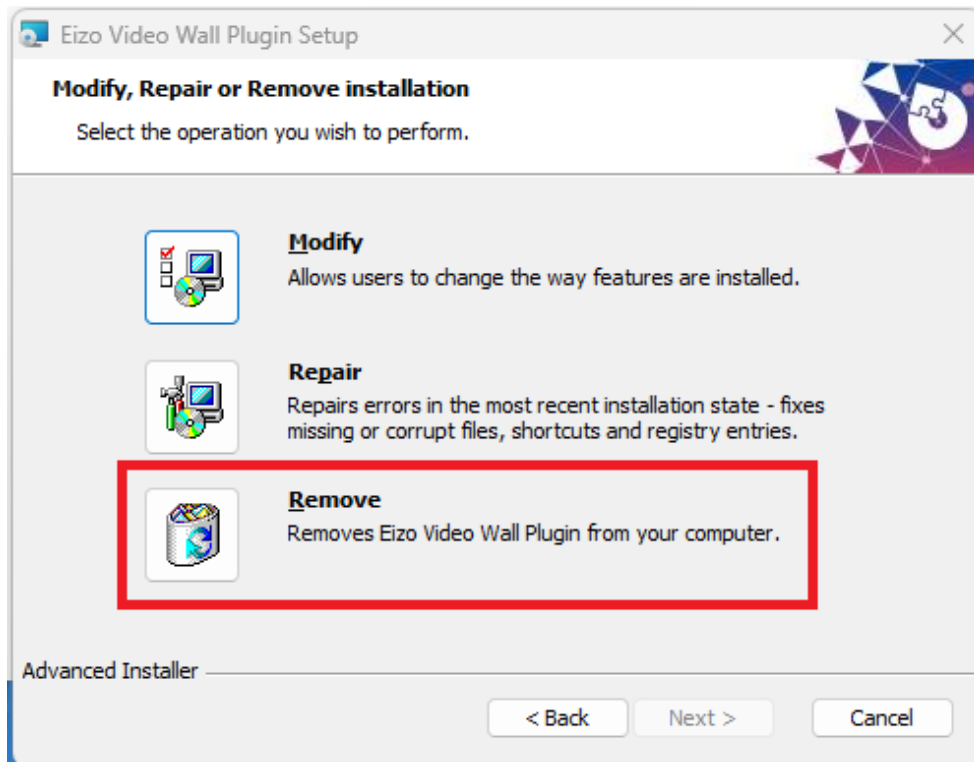 Eizo Video Wall Plugin Setup
Modify, Repair or Remove installation
Select the operation you wish to perform.
Modify
Allows users to change the way features are installed.
Repair
Repairs errors in the most recent installation state - fixes
missing or corrupt files, shortcuts and registry entries.
Remove
Removes Eizo Video Wall Plugin from your computer.
Advanced Installer
< Back
Next >
Cancel